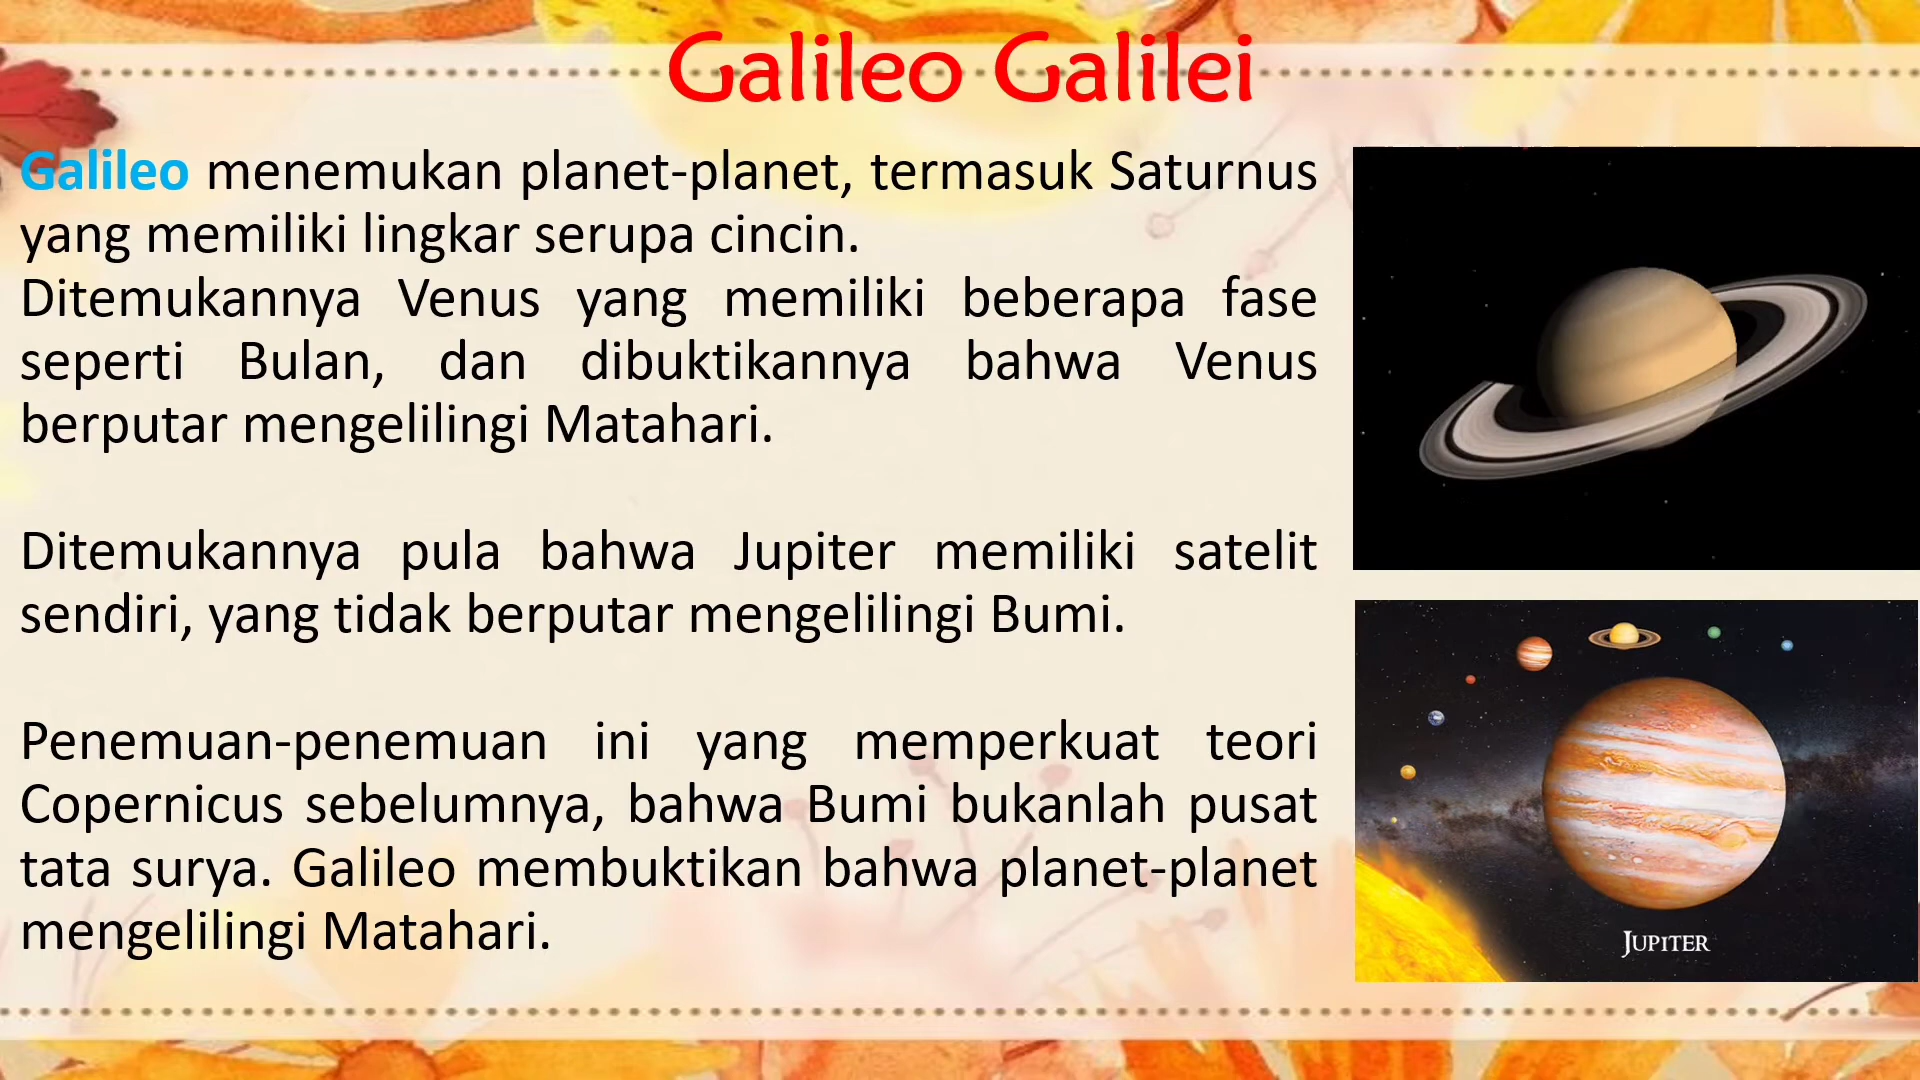 Galileo Galilei
Galileo menemukan planet-planet, termasuk Saturnus
yang memiliki lingkar serupa cincin.
Ditemukannya Venus yang memiliki beberapa fase
seperti Bulan, dan dibuktikannya bahwa Venus
berputar mengelilingi Matahari.
Ditemukannya pula bahwa Jupiter memiliki satelit
sendiri, yang tidak berputar mengelilingi Bumi.
Penemuan-penemuan ini yang memperkuat teori
Copernicus sebelumnya, bahwa Bumi bukanlah pusat
tata surya. Galileo membuktikan bahwa planet-planet
mengelilingi Matahari.
JUPITER